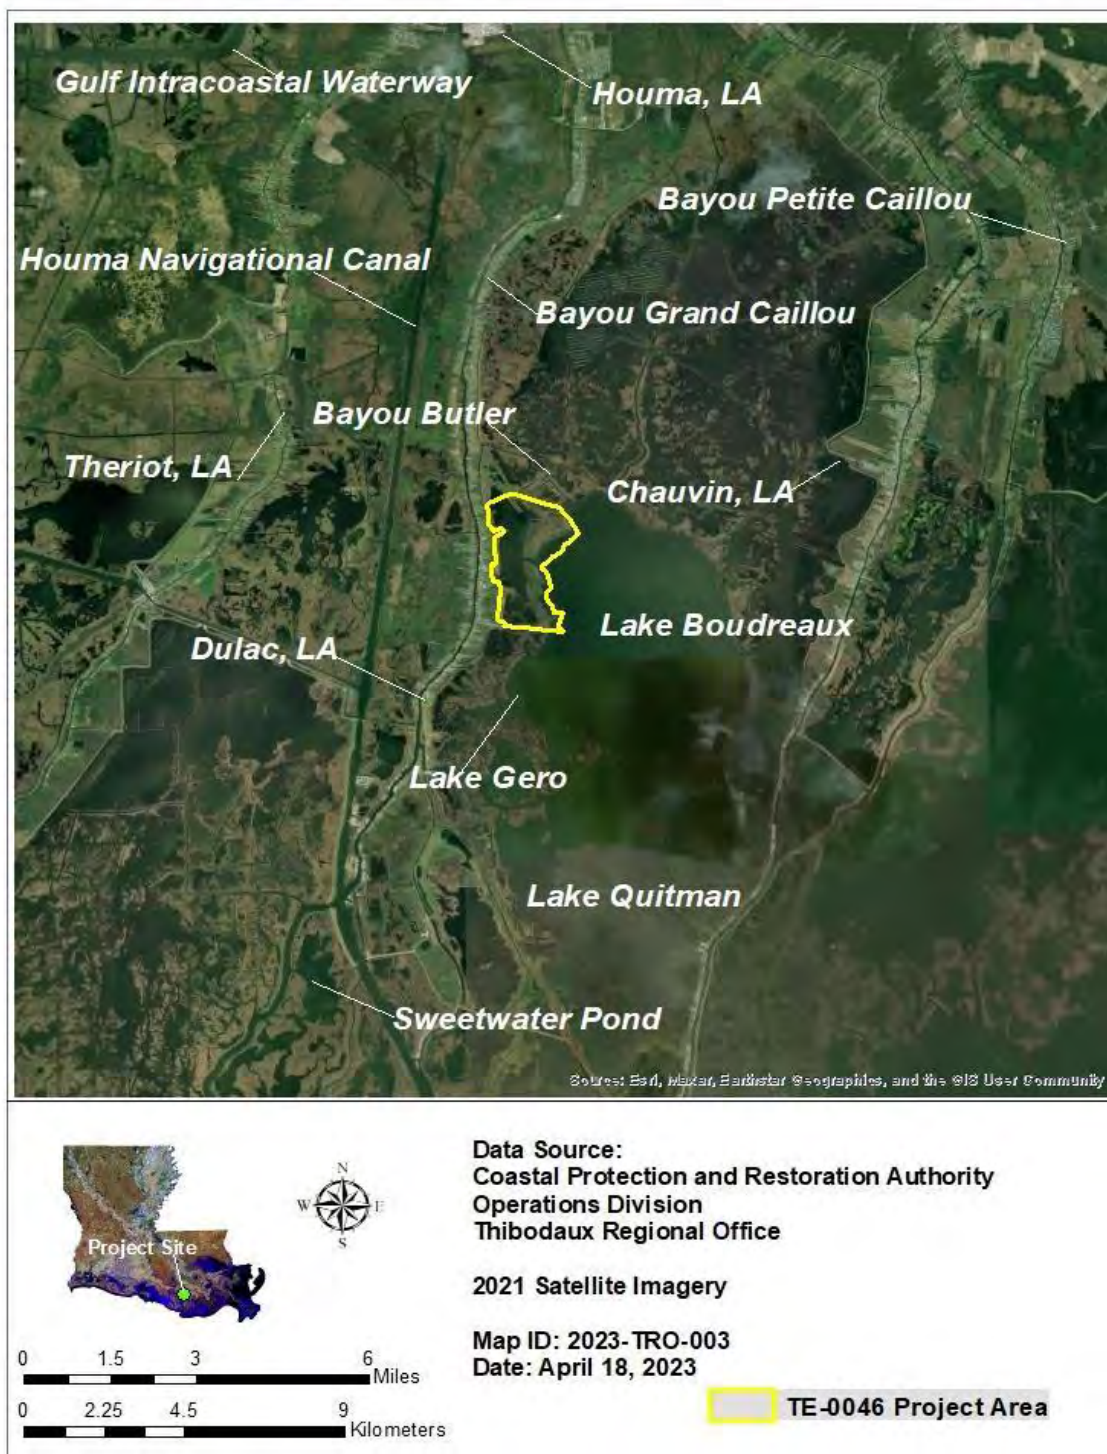 Gulf Intracoastal Waterway
Houma, LA
Bayou Petite Caillou
Houma Navigational Canal
Bayou Grand Caillou
Bayou Butler
Theriot, LA
Chauvin, LA
Lake Boudreaux
Dulac, LA
Lake Gero
Lake Quitman
Sweetwater Pond
Source: Esri, Maxar, Earthstar Geographics, and the GIS User Community
Project Site
N
W E
S
Data Source:
Coastal Protection and Restoration Authority
Operations Division
Thibodaux Regional Office
2021 Satellite Imagery
Map ID: 2023-TRO-003
Date: April 18, 2023
0 1.5 3 6
Miles
0 2.25 4.5 9
Kilometers
TE-0046 Project Area